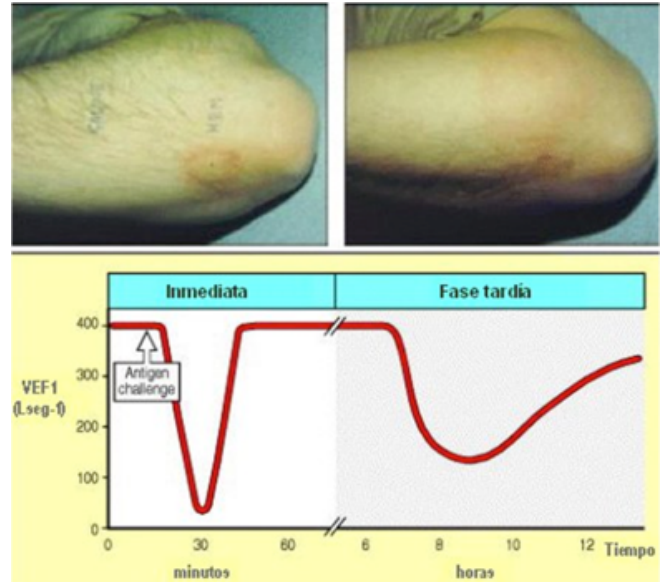 HDM
Inmediata Fase tardía
400
Antigen
challenge
300
VEF1
(Lseg-1)
200
100
0
0 30 60 6 8 10 12 Tiempo
minutos horas